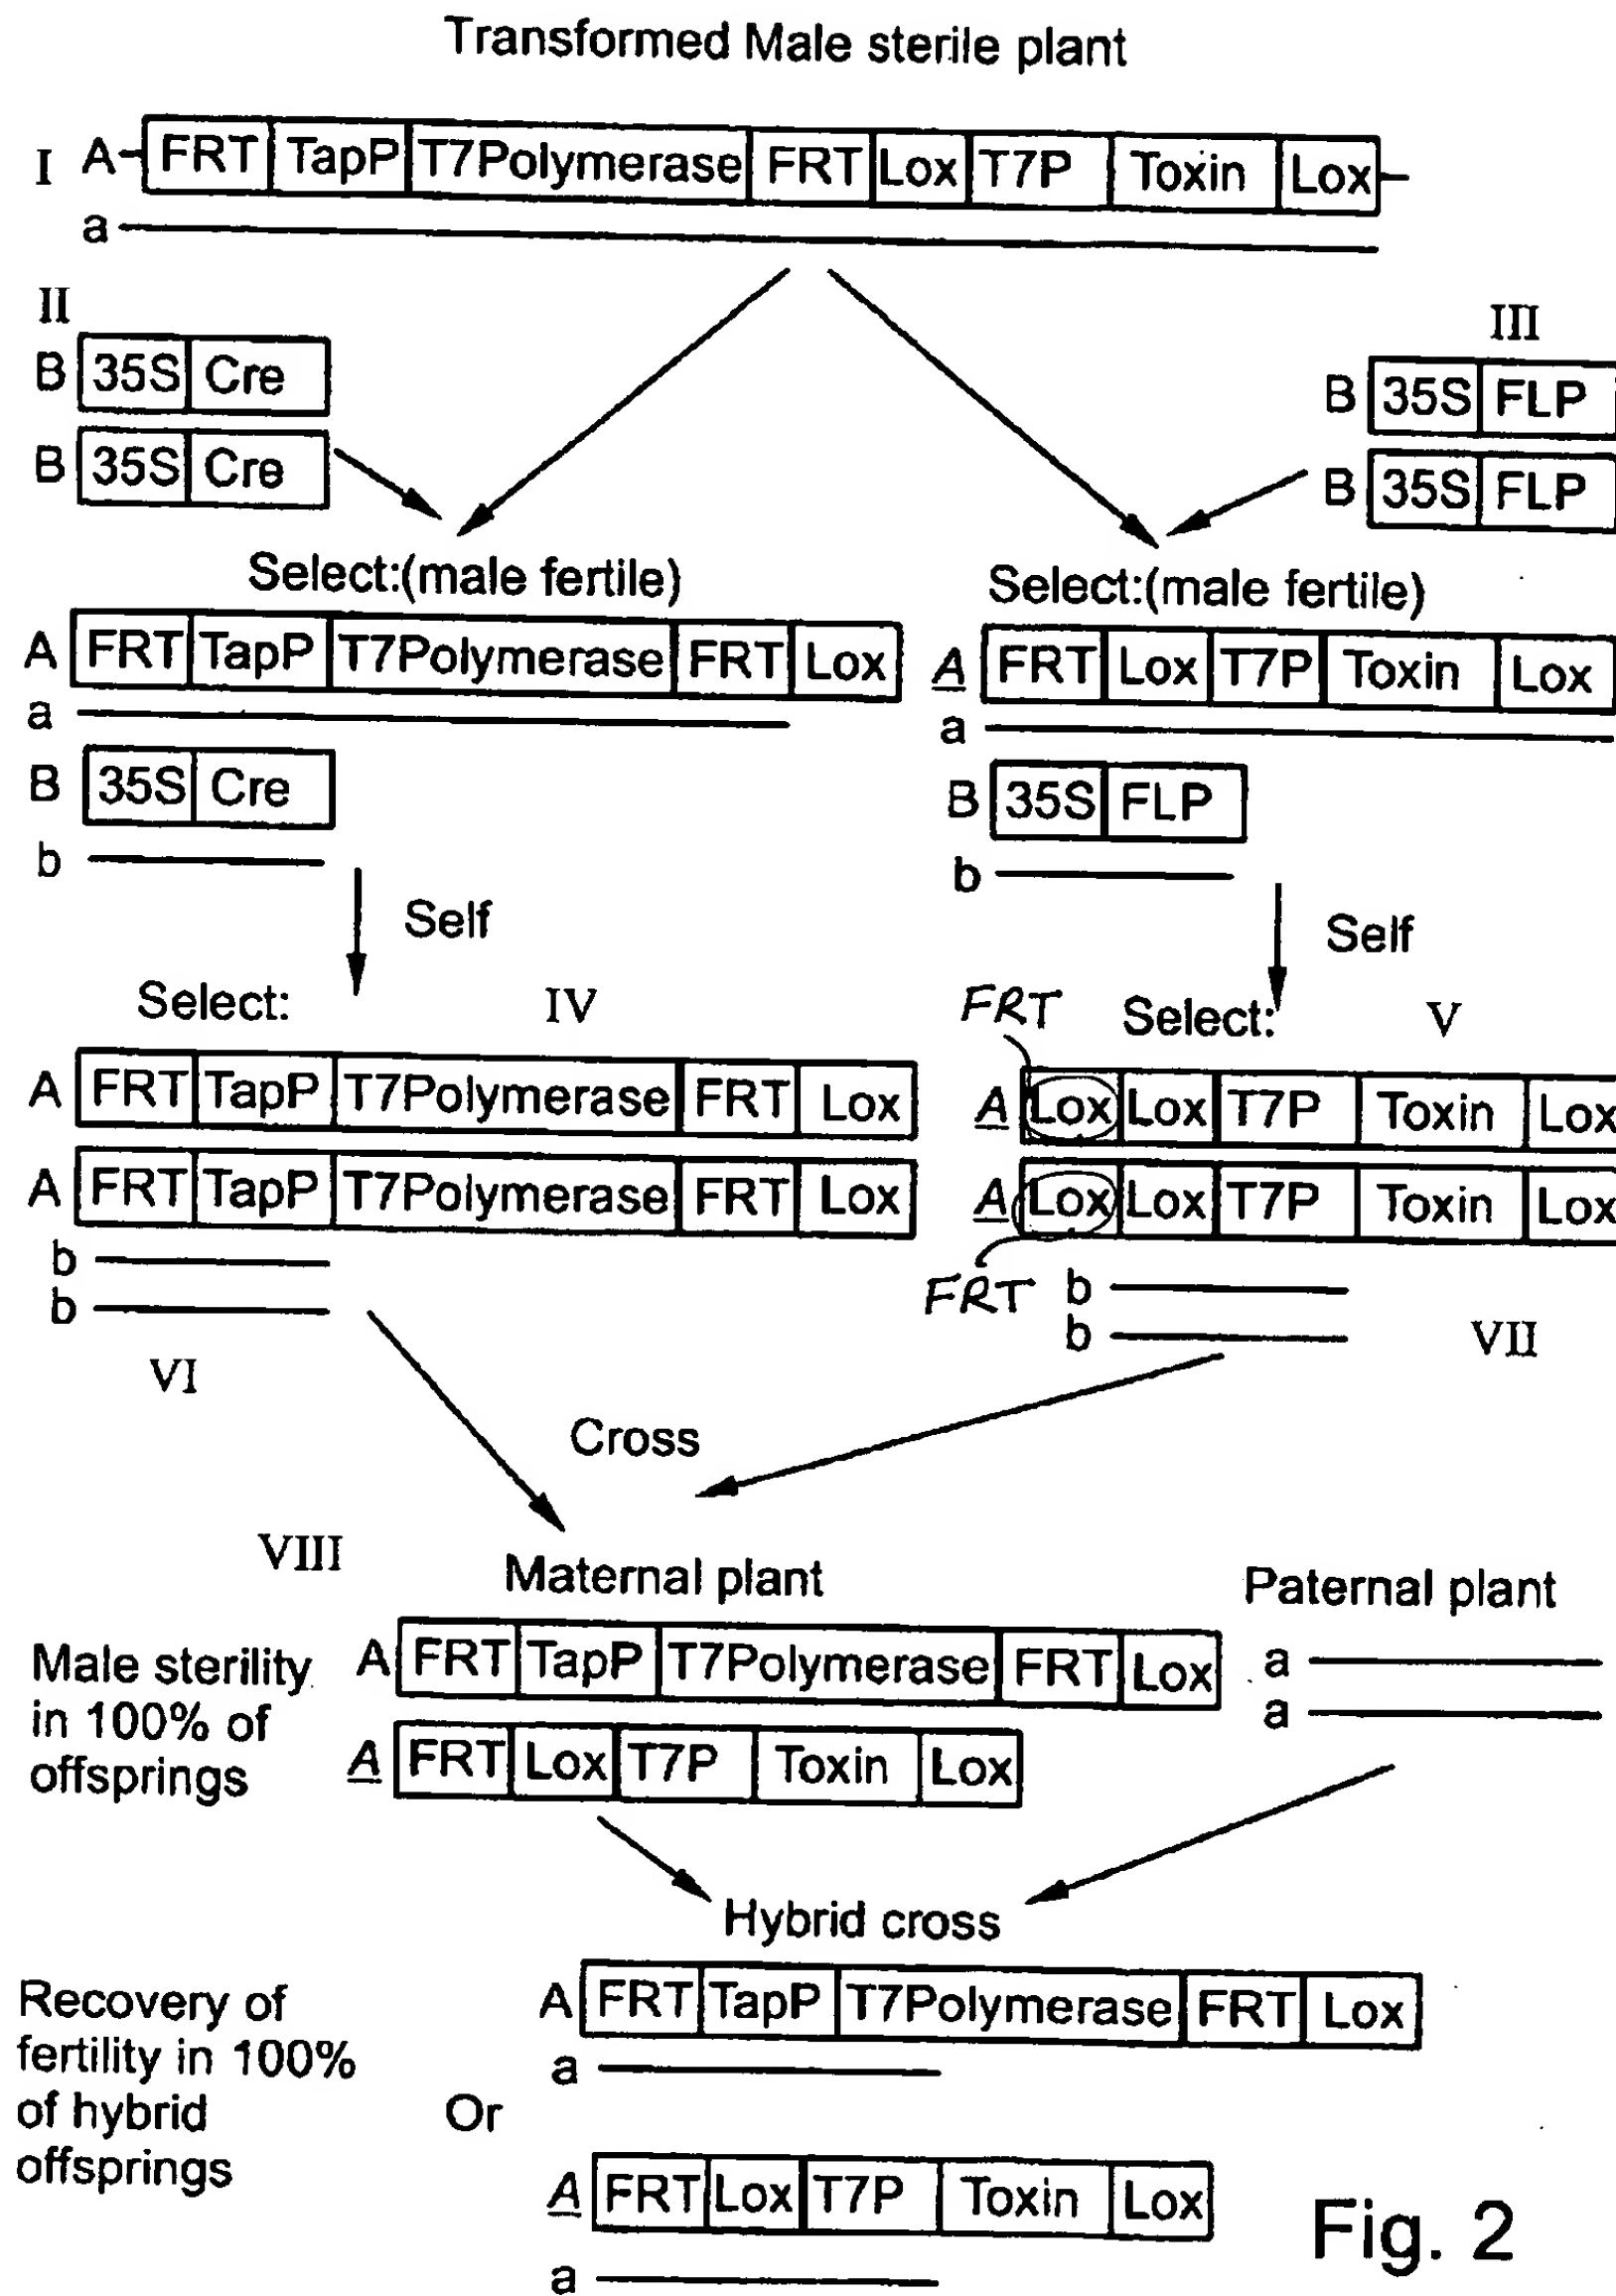 Transformed Male sterile plant
I A FRT TapP T7Polymerase FRT Lox T7P Toxin Lox
a
II
III
B 35S Cre
B 35S FLP
B 35S Cre
B 35S FLP
Select:(male fertile)
Select:(male fertile)
A FRT TapP T7Polymerase FRT Lox
A FRT Lox T7P Toxin Lox
a
a
B 35S Cre
B 35S FLP
b
b
Self
Self
Select: IV
FRT Select: V
A FRT TapP T7Polymerase FRT Lox
A Lox Lox T7P Toxin Lox
A FRT TapP T7Polymerase FRT Lox
A Lox Lox T7P Toxin Lox
b
b
FRT b
b
VI
VII
Cross
VIII
Maternal plant
Paternal plant
Male sterility
in 100% of
offsprings
A FRT TapP T7Polymerase FRT Lox
a
a
A FRT Lox T7P Toxin Lox
Hybrid cross
Recovery of
fertility in 100%
of hybrid
offsprings
A FRT TapP T7Polymerase FRT Lox
a
Or
A FRT Lox T7P Toxin Lox
a
Fig. 2